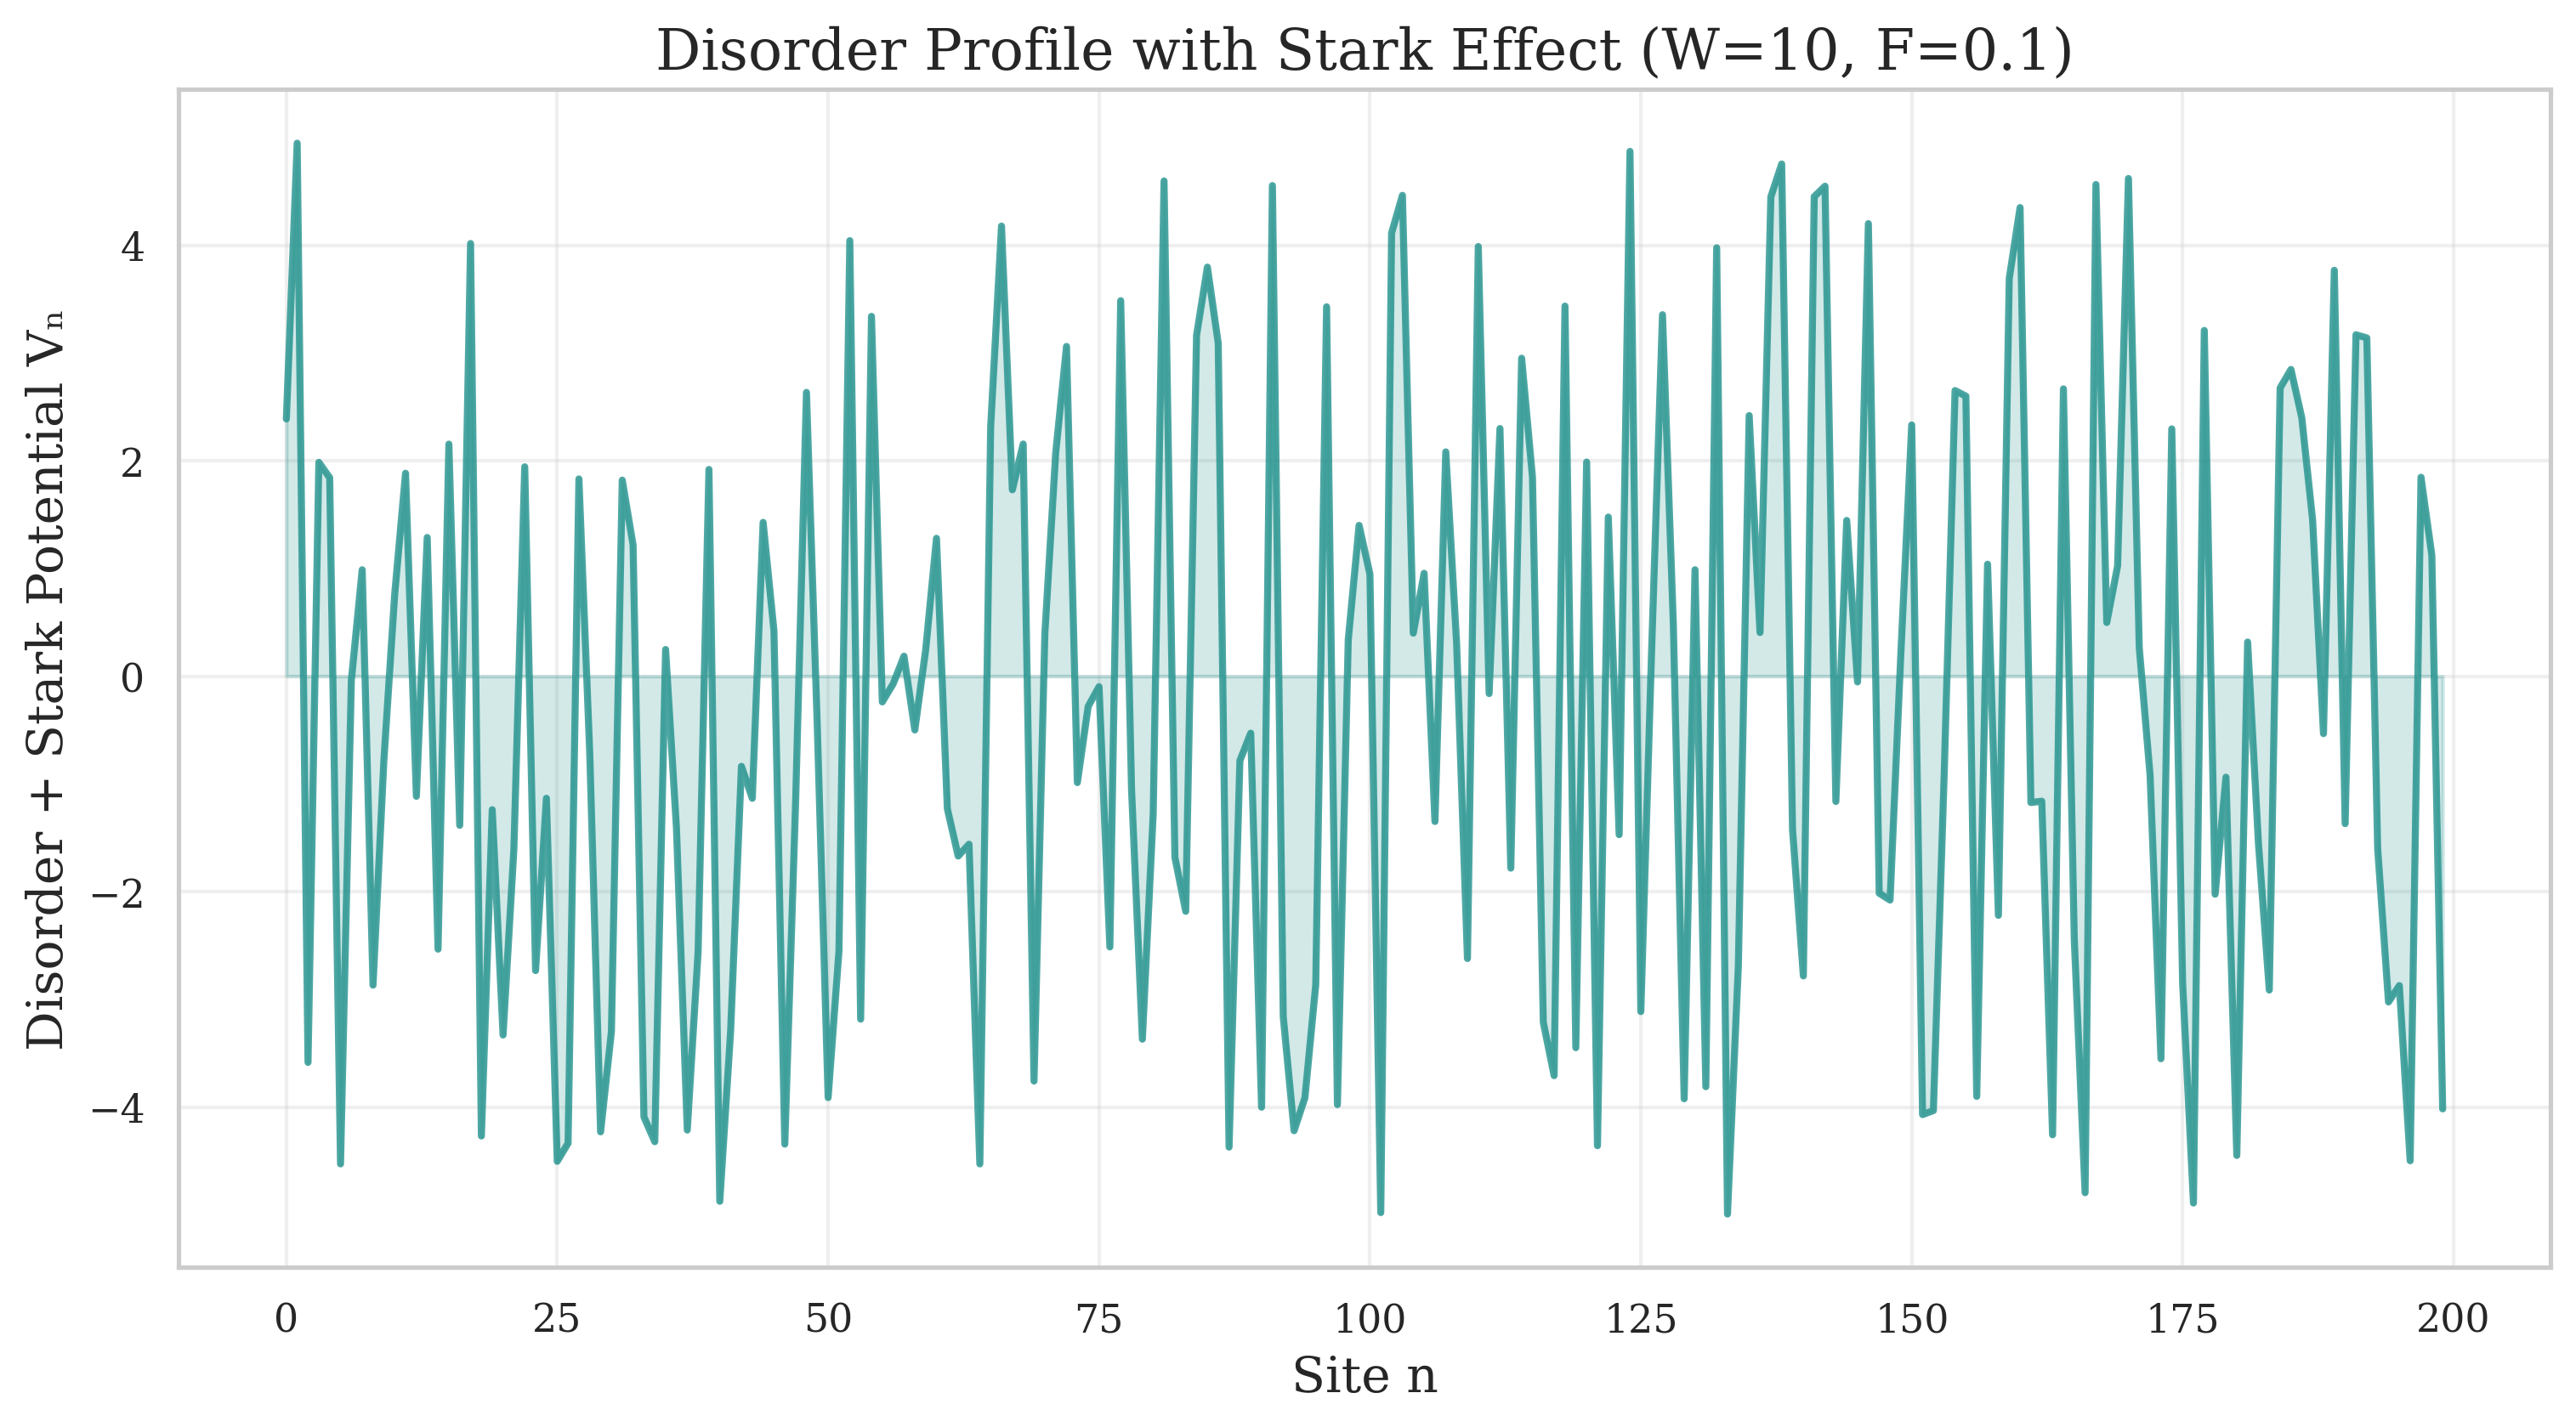 Disorder Profile with Stark Effect (W=10, F=0.1)
Disorder + Stark Potential Vₙ
4
2
0
−2
−4
0 25 50 75 100 125 150 175 200
Site n